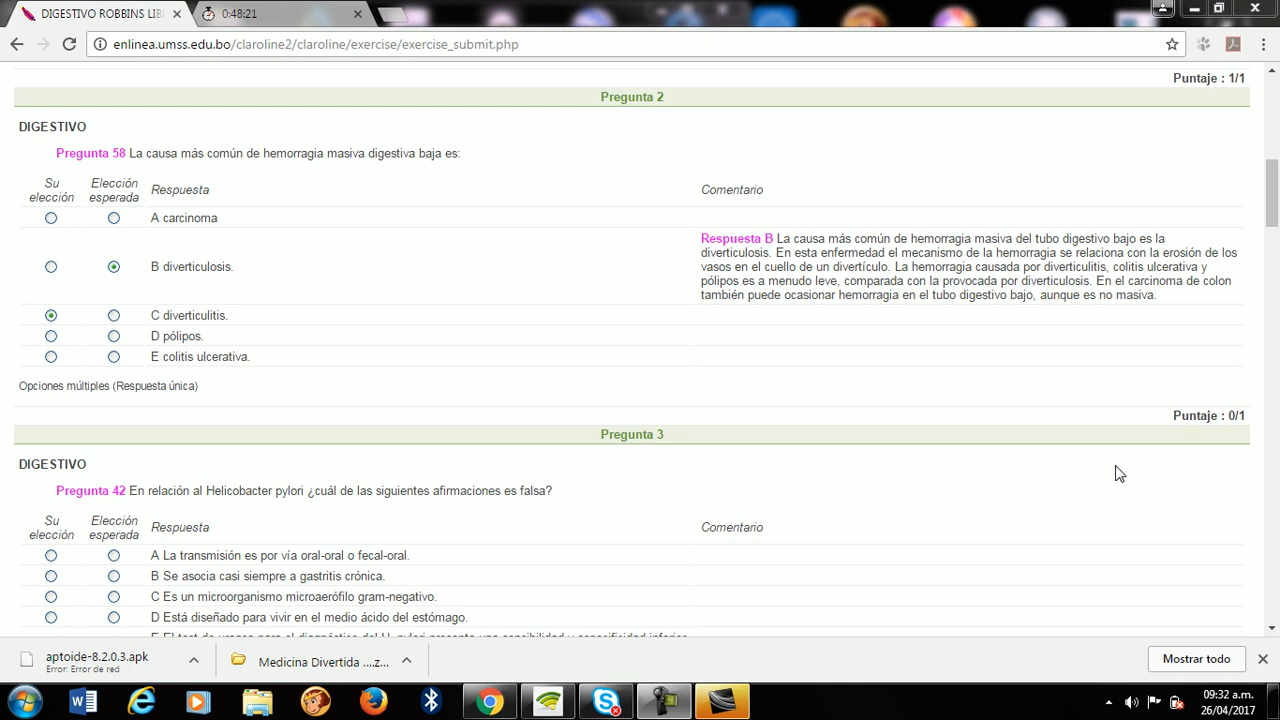 DIGESTIVO ROBBINS LIB
0:48:21
enlinea.umss.edu.bo/claroline2/claroline/exercise/exercise_submit.php
Puntaje : 1/1
Pregunta 2
DIGESTIVO
Pregunta 58 La causa más común de hemorragia masiva digestiva baja es:
Su elección
Elección esperada
Respuesta
Comentario
A carcinoma
B diverticulosis.
Respuesta B La causa más común de hemorragia masiva del tubo digestivo bajo es la
diverticulosis. En esta enfermedad el mecanismo de la hemorragia se relaciona con la erosión de los
vasos en el cuello de un divertículo. La hemorragia causada por diverticulitis, colitis ulcerativa y
pólipos es a menudo leve, comparada con la provocada por diverticulosis. En el carcinoma de colon
también puede ocasionar hemorragia en el tubo digestivo bajo, aunque es no masiva.
C diverticulitis.
D pólipos.
E colitis ulcerativa.
Opciones múltiples (Respuesta única)
Puntaje : 0/1
Pregunta 3
DIGESTIVO
Pregunta 42 En relación al Helicobacter pylori ¿cuál de las siguientes afirmaciones es falsa?
Su elección
Elección esperada
Respuesta
Comentario
A La transmisión es por vía oral-oral o fecal-oral.
B Se asocia casi siempre a gastritis crónica.
C Es un microorganismo microaerófilo gram-negativo.
D Está diseñado para vivir en el medio ácido del estómago.
aptoide-8.2.0.3.apk
Error: Error de red
Medicina Divertida ....z...
Mostrar todo
09:32 a.m.
26/04/2017